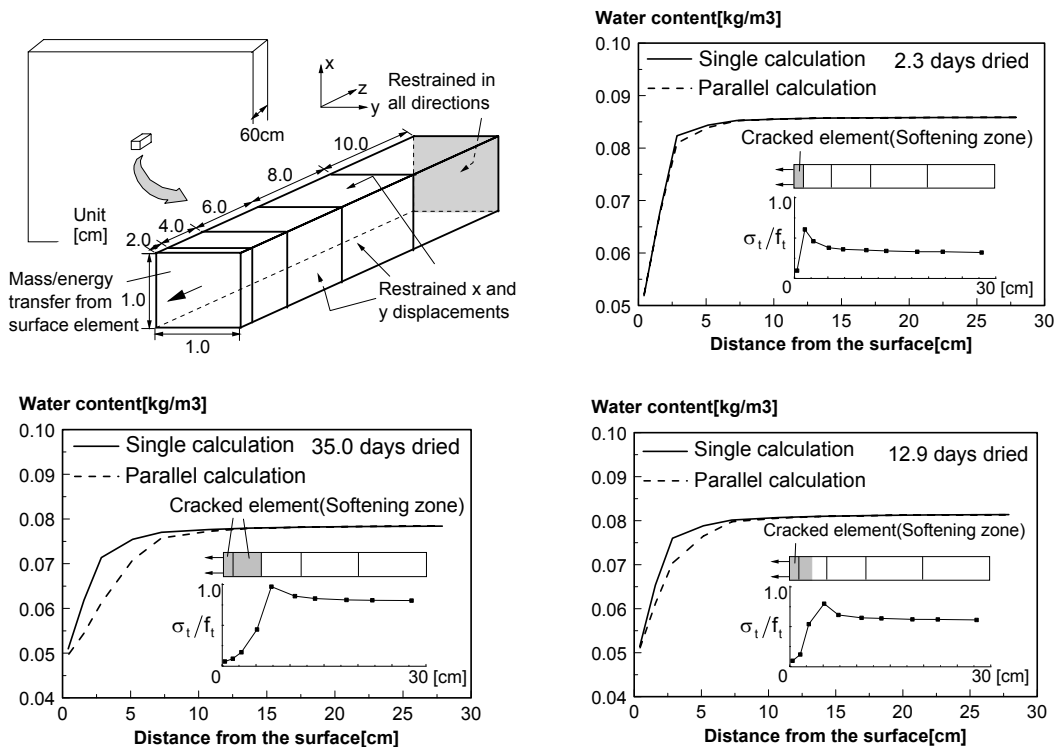 x
z
y
Restrained in
all directions
60cm
10.0
8.0
6.0
4.0
2.0
Unit
[cm]
Mass/energy
transfer from
surface element
1.0
1.0
Restrained x and
y displacements
Water content[kg/m3]
0.10
0.09
0.08
0.07
0.06
0.05
Single calculation
2.3 days dried
Parallel calculation
Cracked element(Softening zone)
1.0
σt/ft
0
30 [cm]
0 5 10 15 20 25 30
Distance from the surface[cm]
Water content[kg/m3]
0.10
0.09
0.08
0.07
0.06
0.05
0.04
Single calculation
35.0 days dried
Parallel calculation
Cracked element(Softening zone)
1.0
σt/ft
0
30 [cm]
0 5 10 15 20 25 30
Distance from the surface[cm]
Water content[kg/m3]
0.10
0.09
0.08
0.07
0.06
0.05
0.04
Single calculation
12.9 days dried
Parallel calculation
Cracked element(Softening zone)
1.0
σt/ft
0
30 [cm]
0 5 10 15 20 25 30
Distance from the surface[cm]